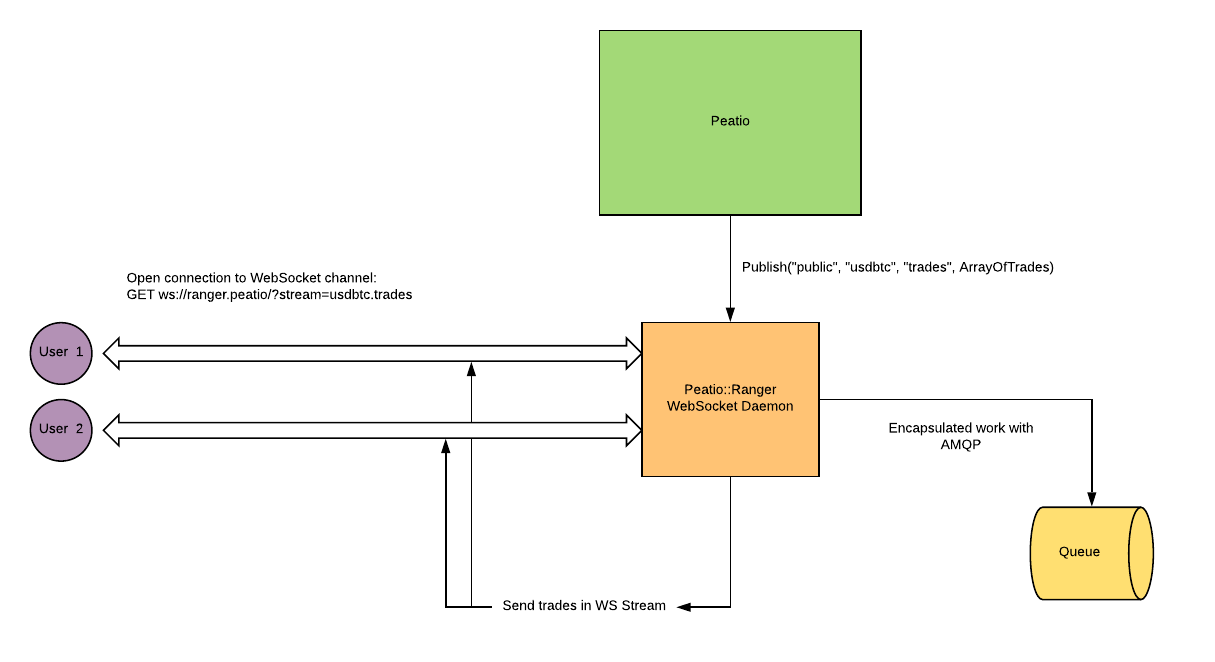 Peatio
Publish("public", "usdbtc", "trades", ArrayOfTrades)
Open connection to WebSocket channel:
GET ws://ranger.peatio/?stream=usdbtc.trades
User 1
Peatio::Ranger
WebSocket Daemon
User 2
Encapsulated work with
AMQP
Queue
Send trades in WS Stream